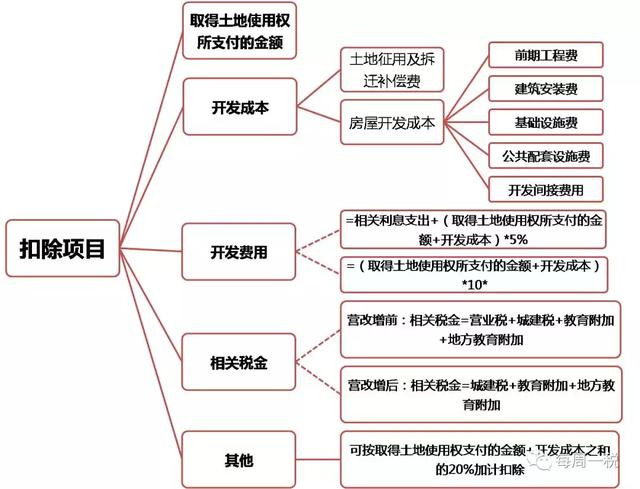 取得土地使用权
所支付的金额
开发成本
土地征用及拆
迁补偿费
房屋开发成本
前期工程费
建筑安装费
基础设施费
公共配套设施费
开发间接费用
扣除项目
开发费用
=相关利息支出+（取得土地使用权所支付的金
额+开发成本）*5%
=（取得土地使用权所支付的金额+开发成本）
*10*
相关税金
营改增前：相关税金=营业税+城建税+教育附加
+地方教育附加
营改增后：相关税金=城建税+教育附加+地方教
育附加
其他
可按取得土地使用权支付的金额+开发成本之和
的20%加计扣除
每周一税